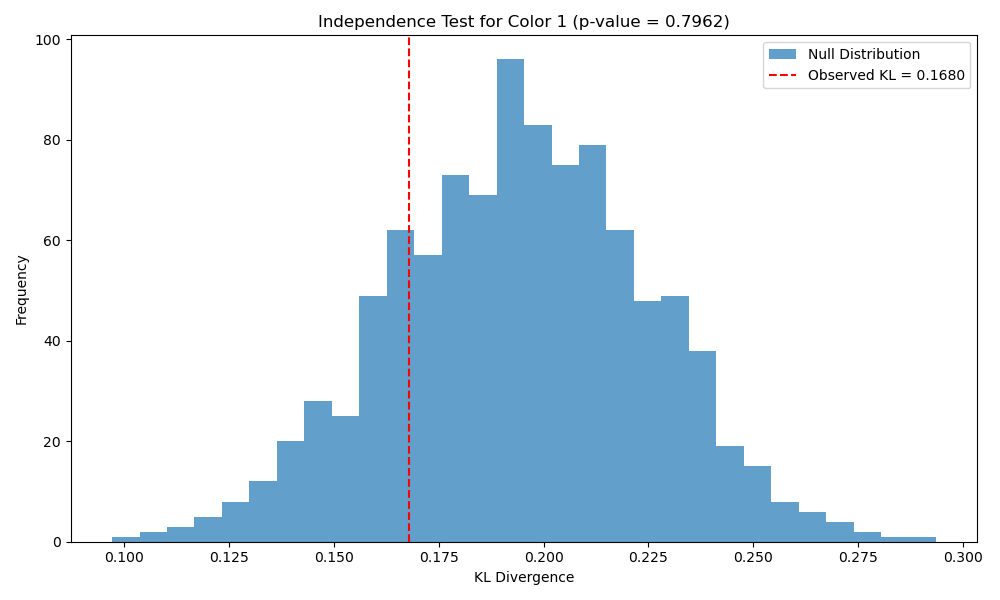 Independence Test for Color 1 (p-value = 0.7962)
Null Distribution
Observed KL = 0.1680
100
80
60
40
20
0
Frequency
0.100 0.125 0.150 0.175 0.200 0.225 0.250 0.275 0.300
KL Divergence